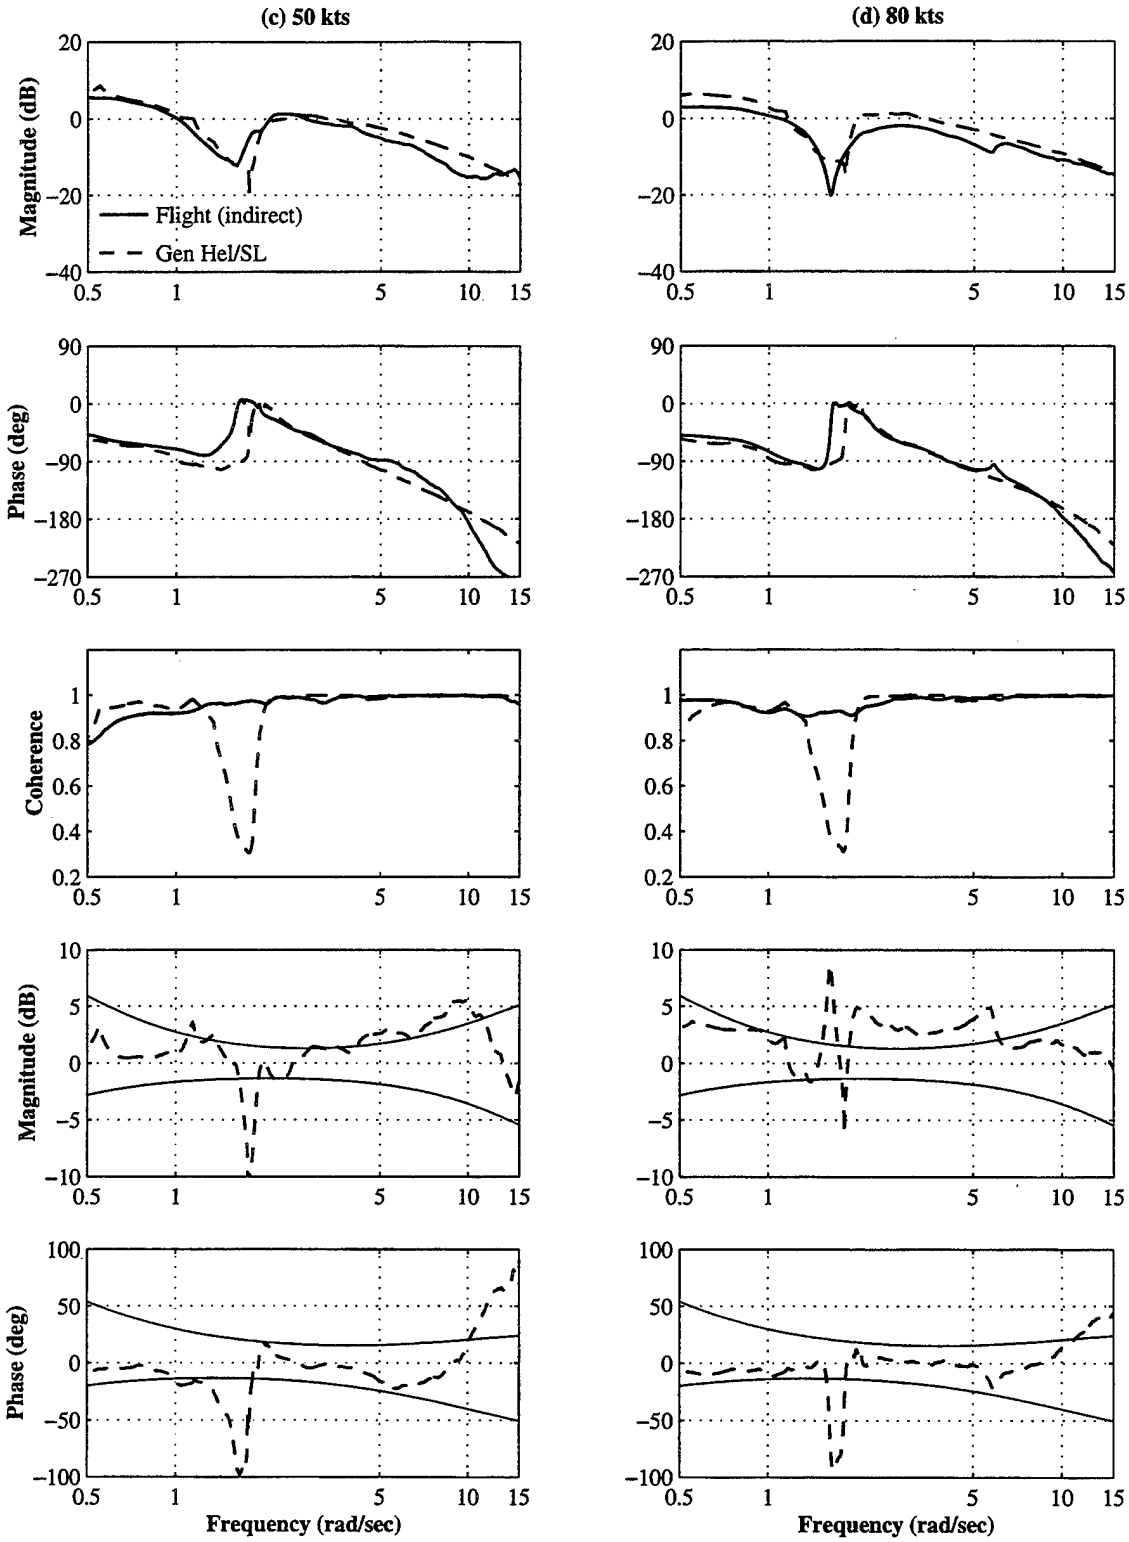 (c) 50 kts
(d) 80 kts
Magnitude (dB)
20
0
−20
−40
Flight (indirect)
Gen Hel/SL
0.5 1 5 10 15
20
0
−20
−40
0.5 1 5 10 15
Phase (deg)
90
0
−90
−180
−270
0.5 1 5 10 15
90
0
−90
−180
−270
0.5 1 5 10 15
Coherence
1
0.8
0.6
0.4
0.2
0.5 1 5 10 15
1
0.8
0.6
0.4
0.2
0.5 1 5 10 15
Magnitude (dB)
10
5
0
−5
−10
0.5 1 5 10 15
10
5
0
−5
−10
0.5 1 5 10 15
Phase (deg)
100
50
0
−50
−100
0.5 1 5 10 15
Frequency (rad/sec)
100
50
0
−50
−100
0.5 1 5 10 15
Frequency (rad/sec)